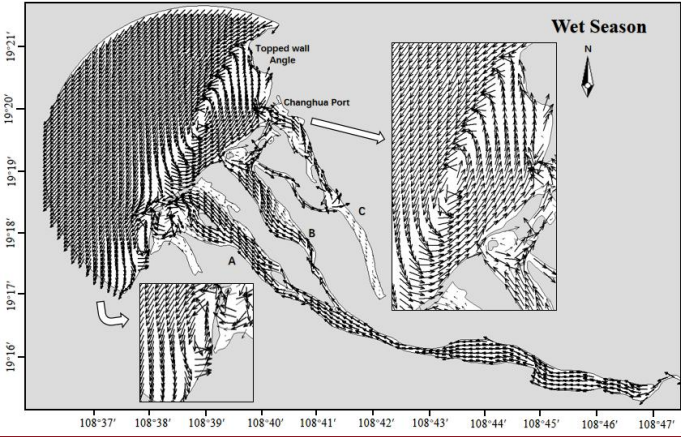 Wet Season
N
19°21′
19°20′
19°19′
19°18′
19°17′
19°16′
Topped wall
Angle
Changhua Port
A
B
C
108°37′ 108°38′ 108°39′ 108°40′ 108°41′ 108°42′ 108°43′ 108°44′ 108°45′ 108°46′ 108°47′